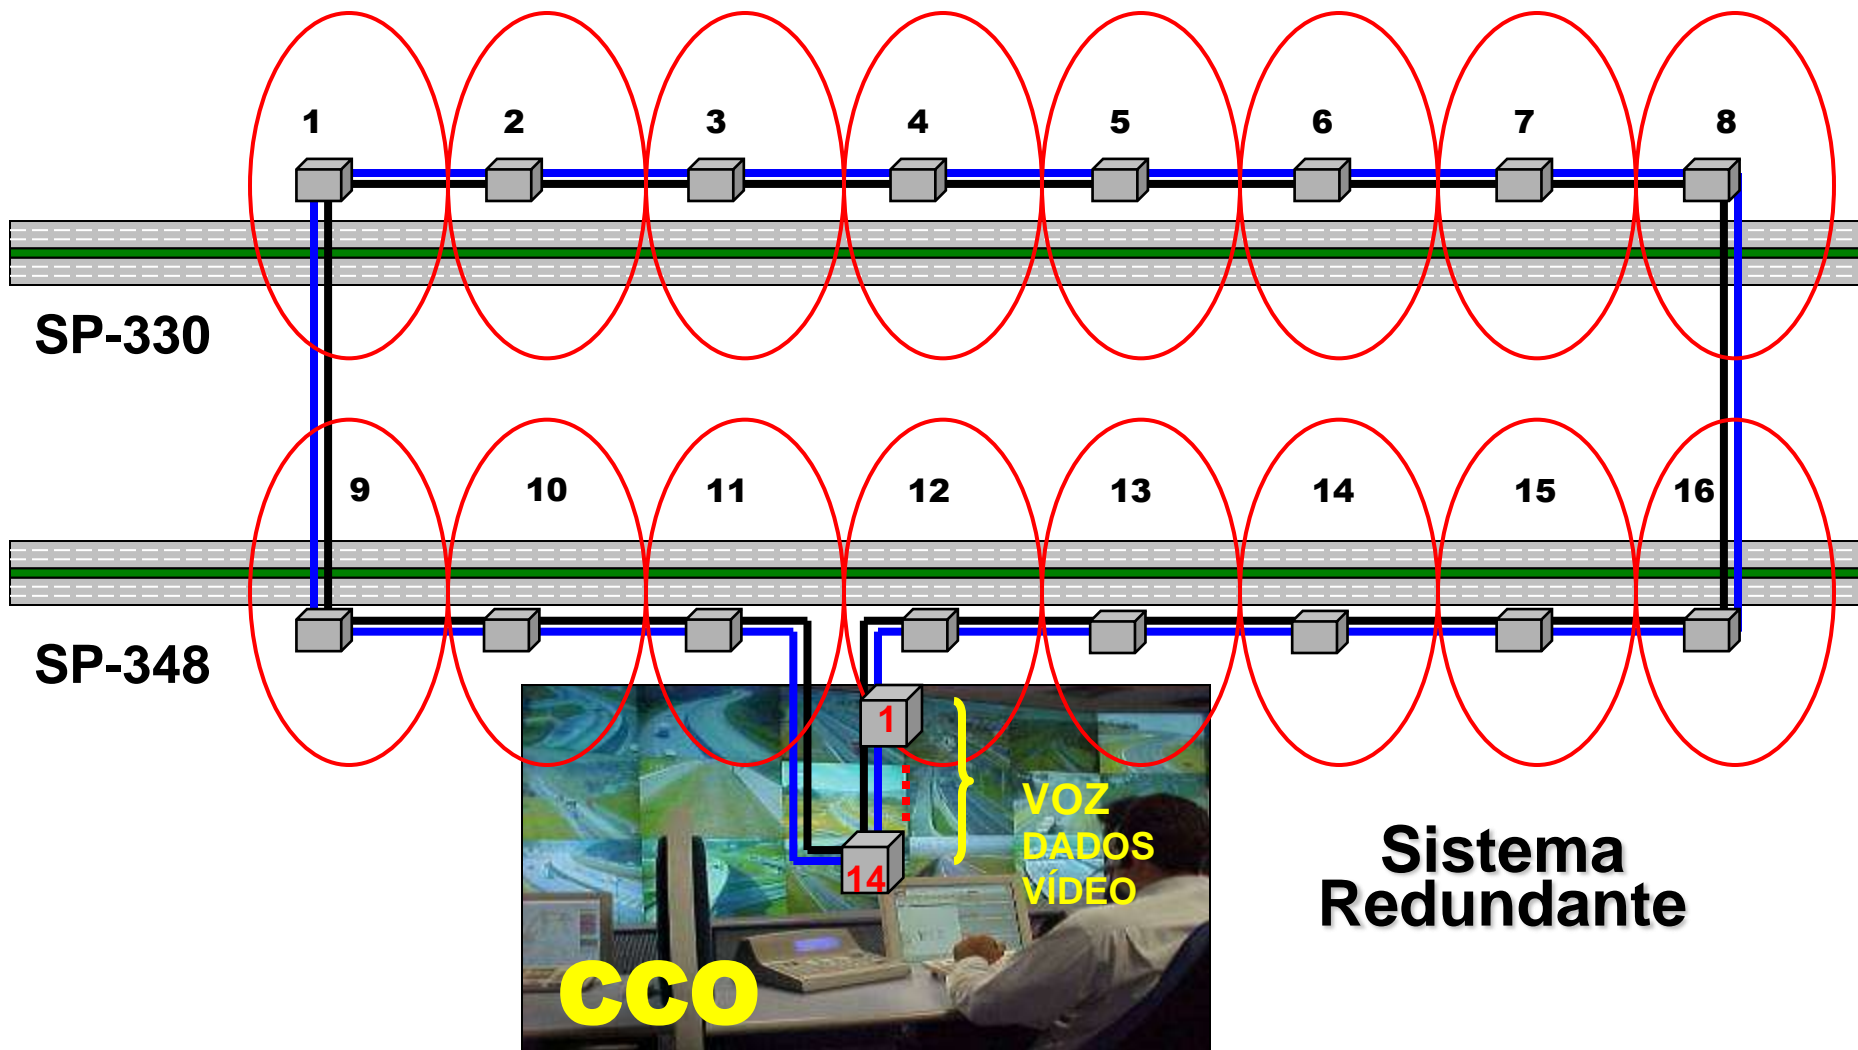 1 2 3 4 5 6 7 8
SP-330
9 10 11 12 13 14 15 16
SP-348
1
VOZ
DADOS
VÍDEO
14
CCO
Sistema
Redundante